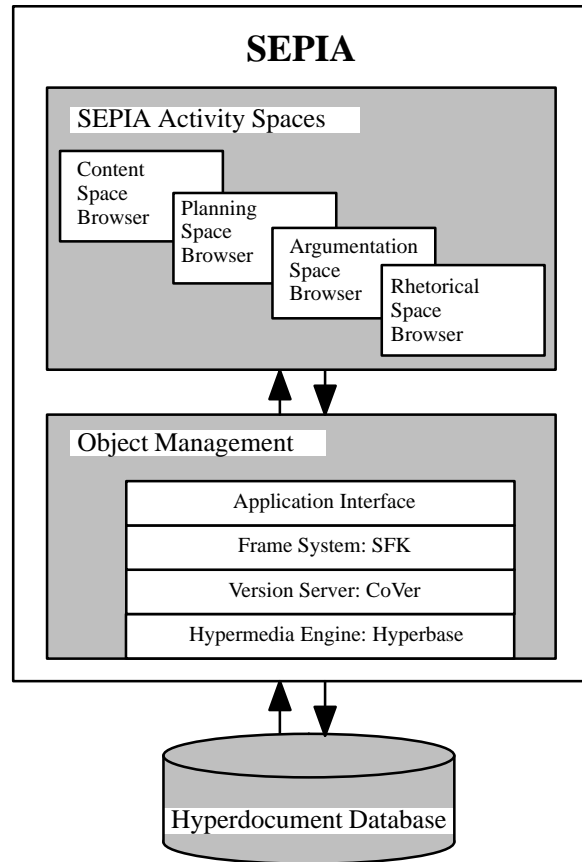 SEPIA
SEPIA Activity Spaces
Content
Space
Browser
Planning
Space
Browser
Argumentation
Space
Browser
Rhetorical
Space
Browser
Object Management
Application Interface
Frame System: SFK
Version Server: CoVer
Hypermedia Engine: Hyperbase
Hyperdocument Database